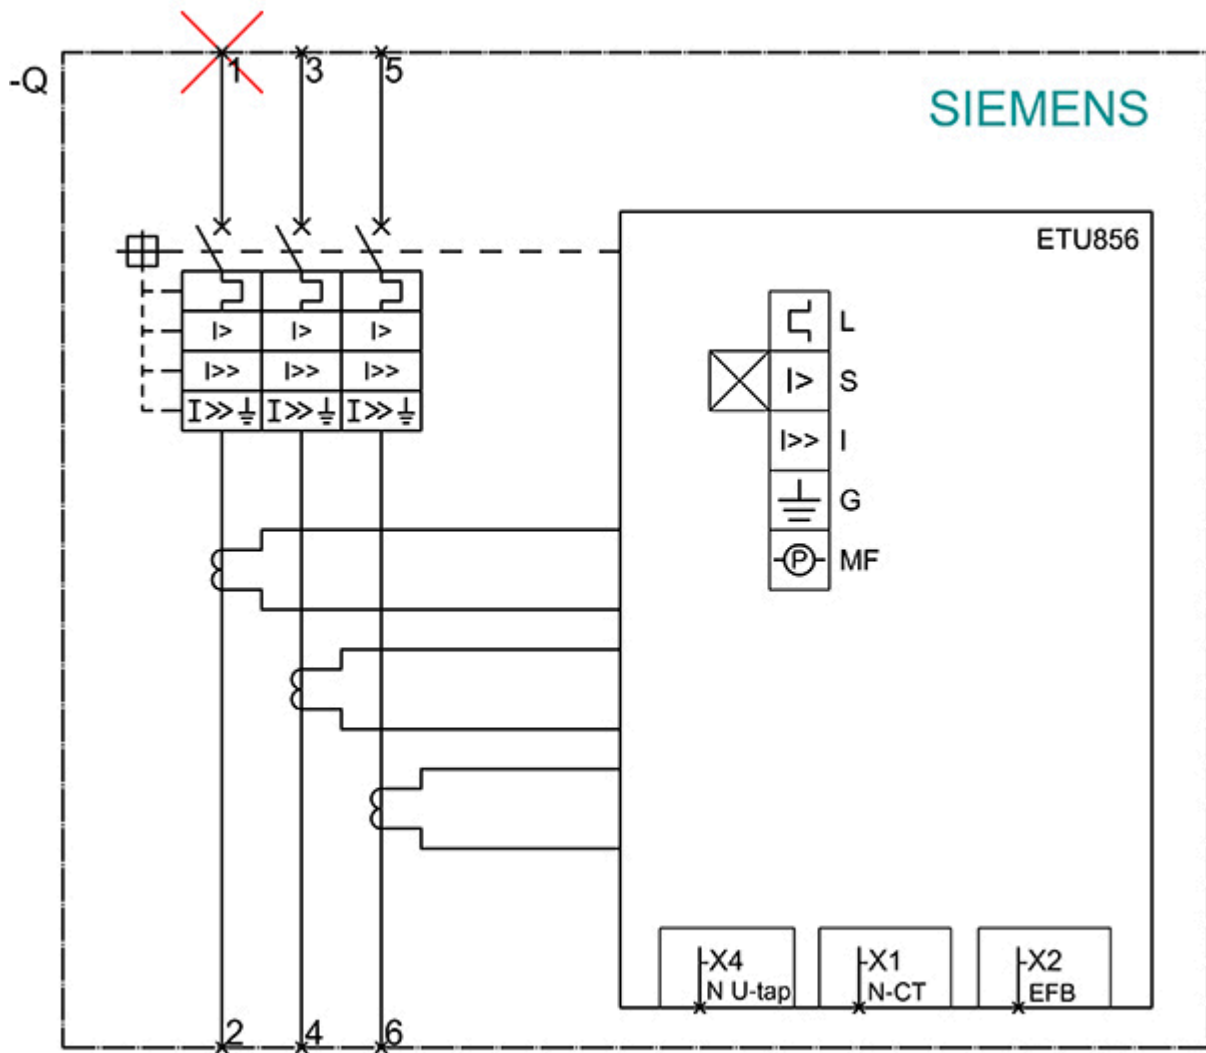 1 3 5
-Q
SIEMENS
ETU856
L
I> I> I> 
I> S
I>> I>> I>>
I>>⏚ I>>⏚ I>>⏚
I>> I
G
P MF
-X4 -X1 -X2
N U-tap N-CT EFB
2 4 6